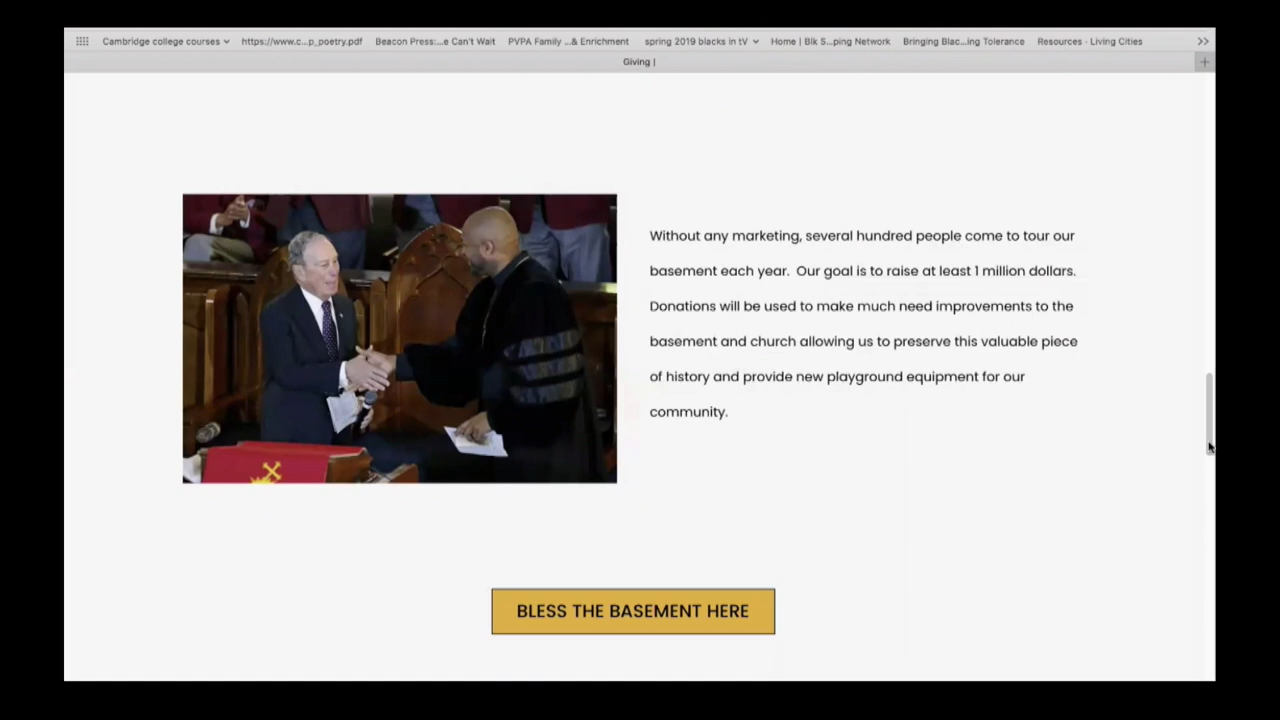 Cambridge college courses https://www.c...p_poetry.pdf Beacon Press:...e Can't Wait PVPA Family ...& Enrichment spring 2019 blacks in tV Home | Blk S...ping Network Bringing Blac...ing Tolerance Resources - Living Cities
Giving |
Without any marketing, several hundred people come to tour our
basement each year. Our goal is to raise at least 1 million dollars.
Donations will be used to make much need improvements to the
basement and church allowing us to preserve this valuable piece
of history and provide new playground equipment for our
community.
BLESS THE BASEMENT HERE